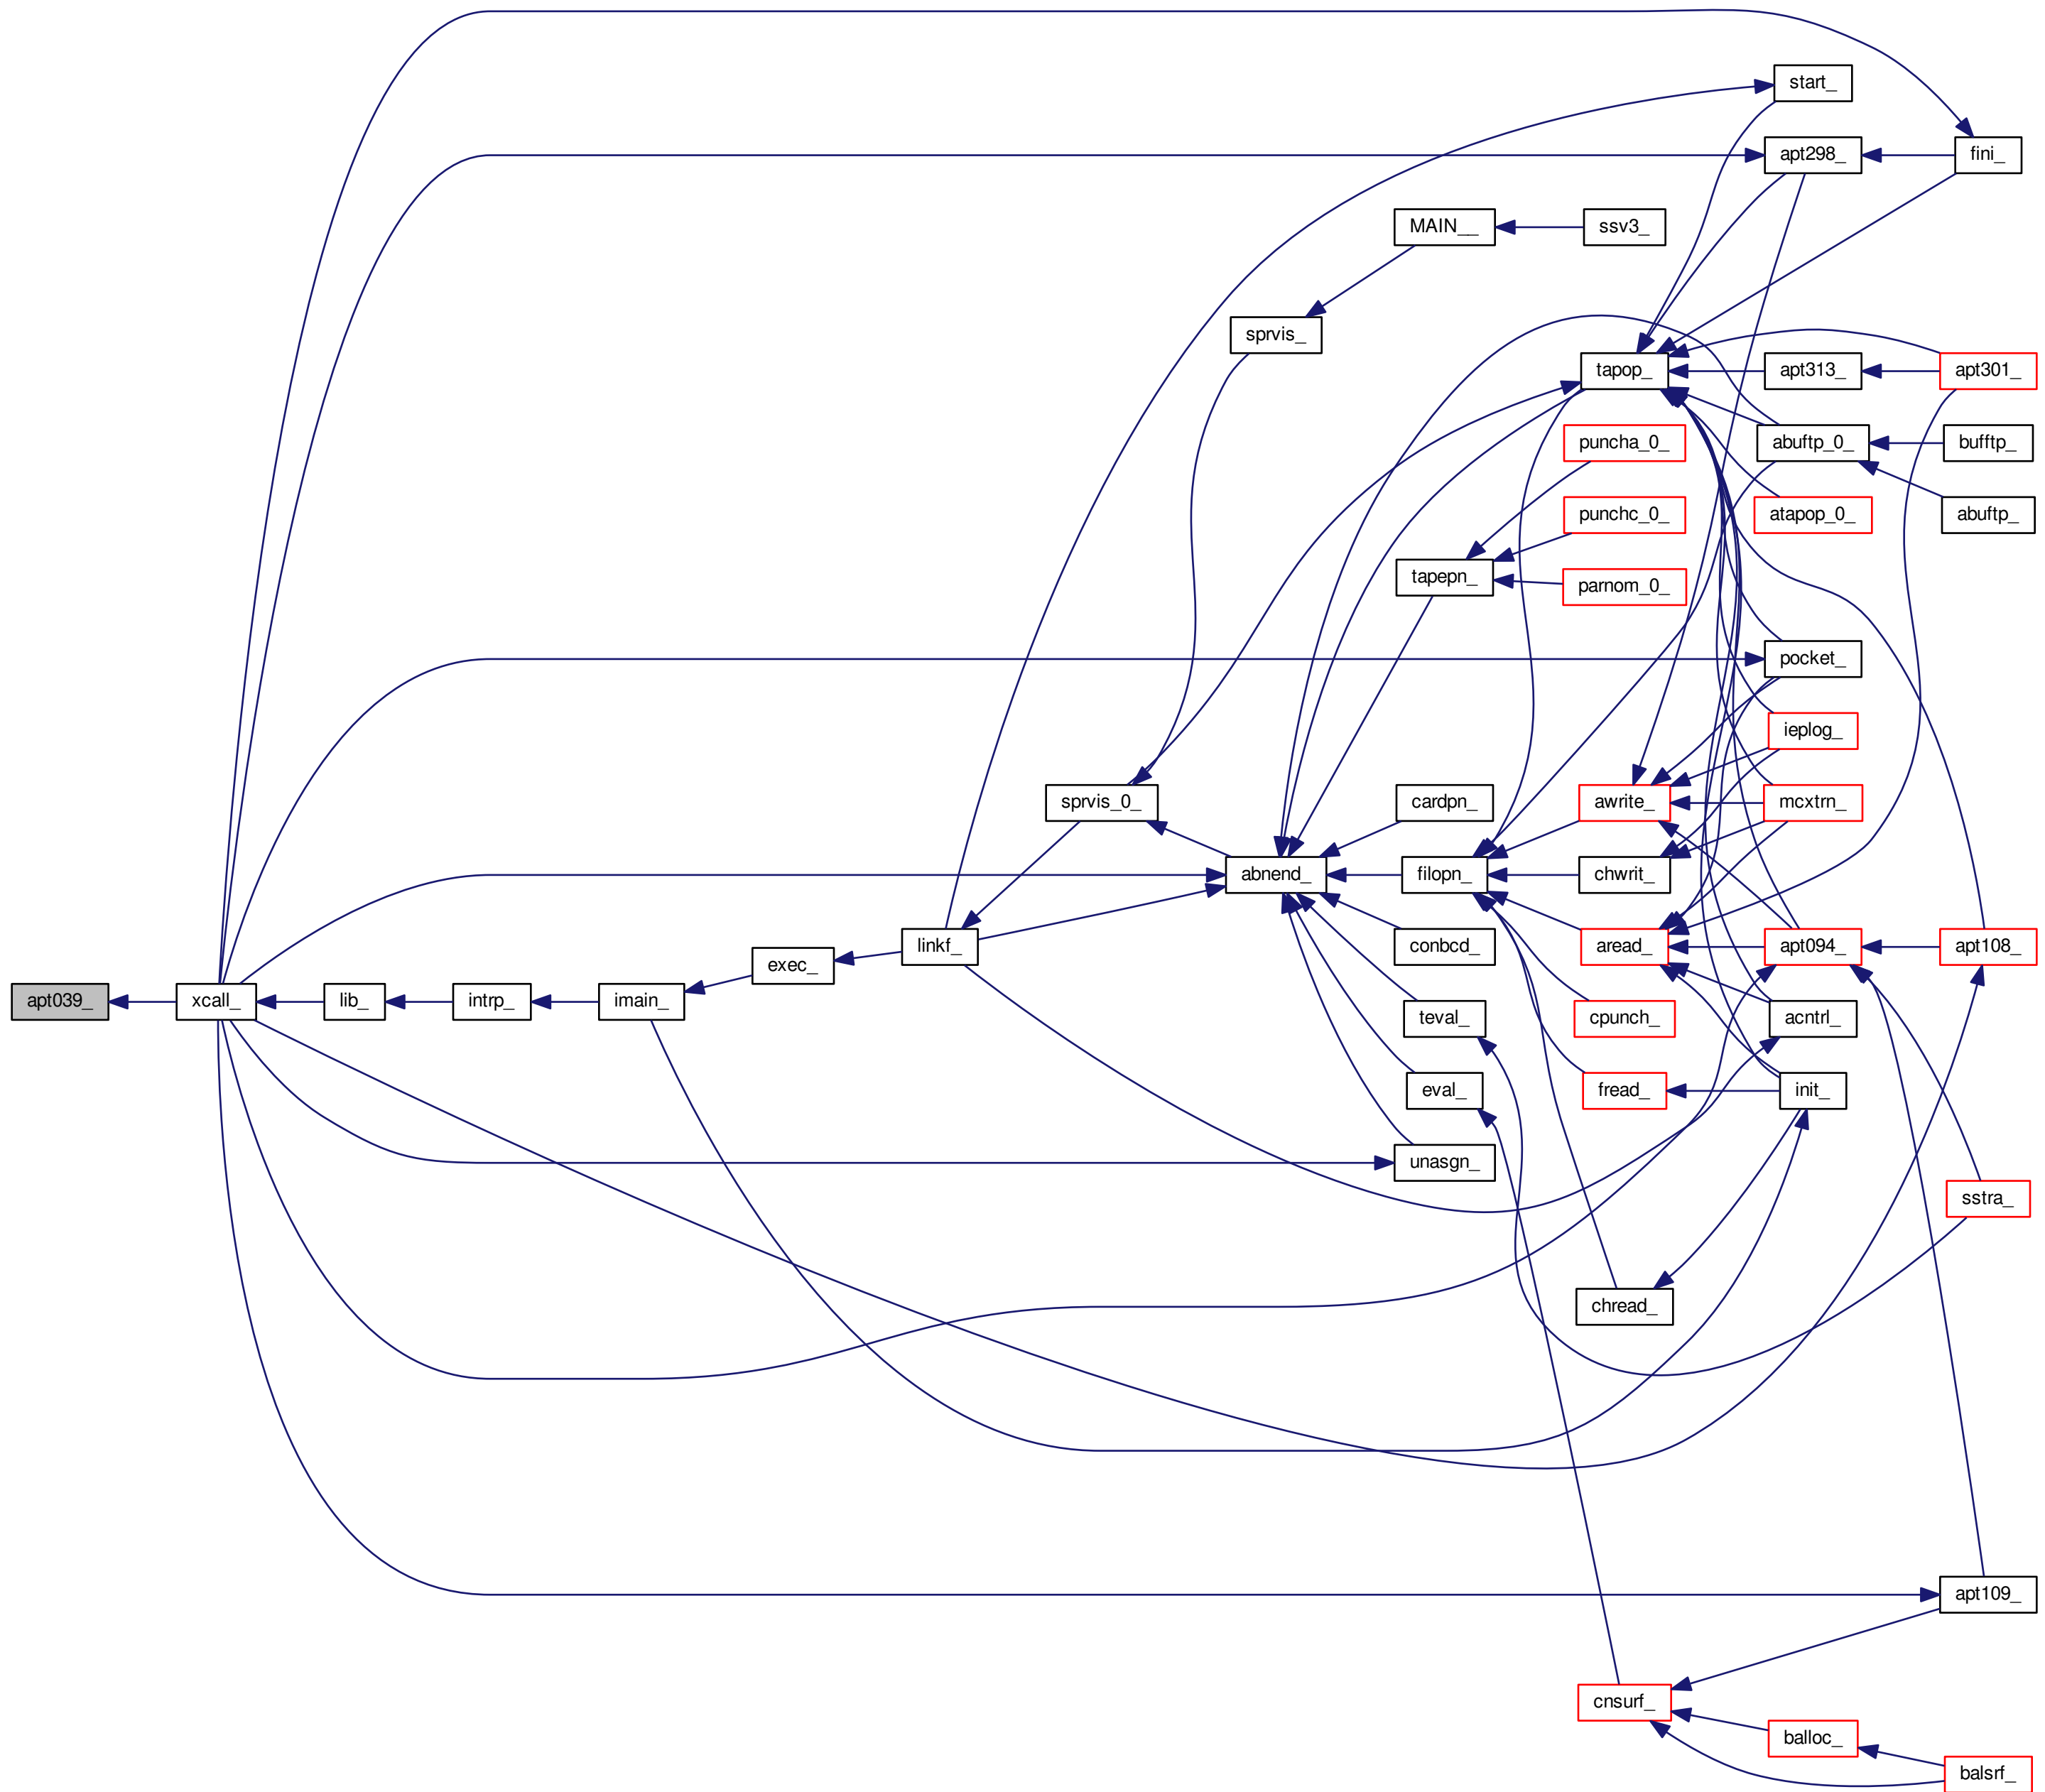 start_
apt298_
fini_
MAIN__
ssv3_
sprvis_
tapop_
apt313_
apt301_
puncha_0_
abuftp_0_
bufftp_
punchc_0_
atapop_0_
abuftp_
tapepn_
parnom_0_
pocket_
ieplog_
sprvis_0_
cardpn_
awrite_
mcxtrn_
abnend_
filopn_
chwrit_
linkf_
conbcd_
aread_
apt094_
apt108_
exec_
apt039_
xcall_
lib_
intrp_
imain_
teval_
cpunch_
acntrl_
eval_
fread_
init_
unasgn_
sstra_
chread_
apt109_
cnsurf_
balloc_
balsrf_